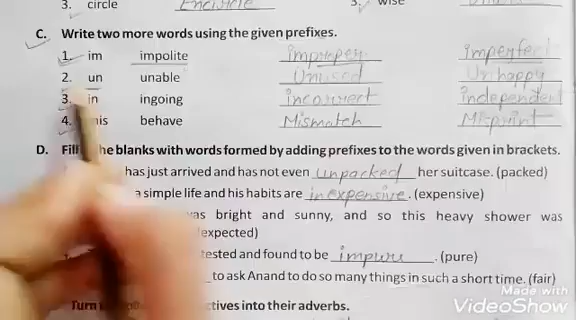 3. circle Encircle 3. wise
C. Write two more words using the given prefixes.
1. im impolite Improper Imperfect
2. un unable Unused Unhappy
3. in ingoing incorrect independent
4. is behave Mismatch Misprint
D. Fill he blanks with words formed by adding prefixes to the words given in brackets.
has just arrived and has not even unpacked her suitcase. (packed)
a simple life and his habits are inexpensive. (expensive)
as bright and sunny, and so this heavy shower was
expected)
tested and found to be impure. (pure)
to ask Anand to do so many things in such a short time. (fair)
Turn ctives into their adverbs.
Made with
VideoShow